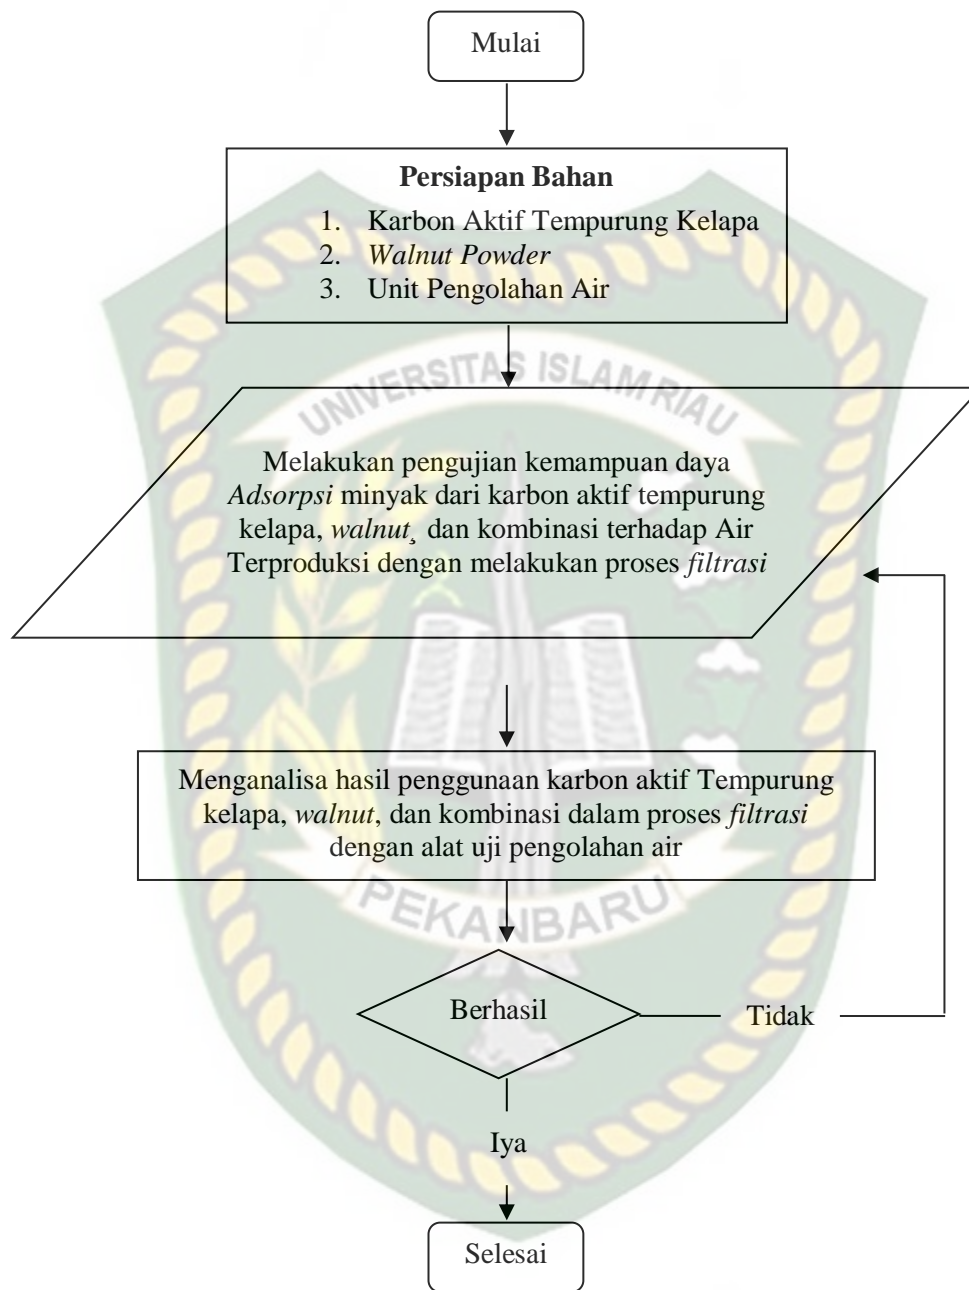 Mulai
Persiapan Bahan
1. Karbon Aktif Tempurung Kelapa
2. Walnut Powder
3. Unit Pengolahan Air
UNIVERSITAS ISLAM RIAU
Melakukan pengujian kemampuan daya
Adsorpsi minyak dari karbon aktif tempurung
kelapa, walnut¸ dan kombinasi terhadap Air
Terproduksi dengan melakukan proses filtrasi
Menganalisa hasil penggunaan karbon aktif Tempurung
kelapa, walnut, dan kombinasi dalam proses filtrasi
dengan alat uji pengolahan air
PEKANBARU
Berhasil
Tidak
Iya
Selesai